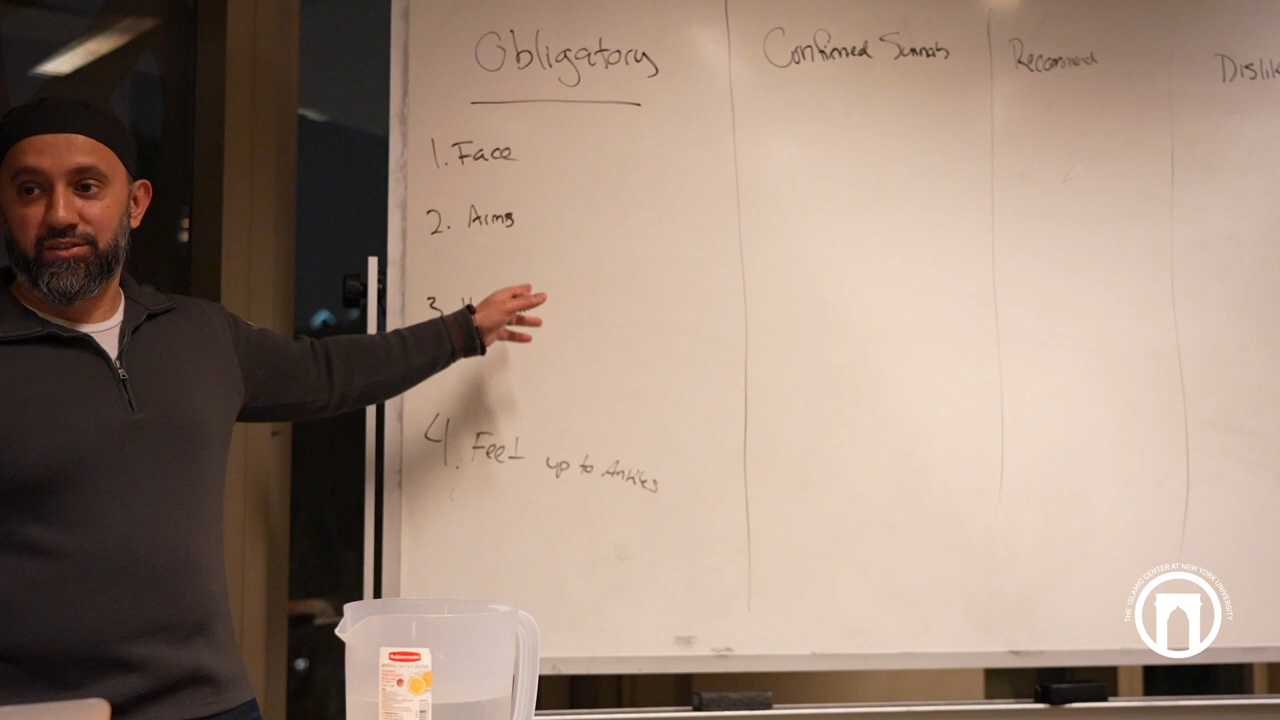 Obligatory
Confirmed Sunnah
Recommend
Dislik
1. Face
2. Arms
3
4. Feet up to Ankles
Rubbermaid
THE ISLAMIC CENTER AT NEW YORK UNIVERSITY